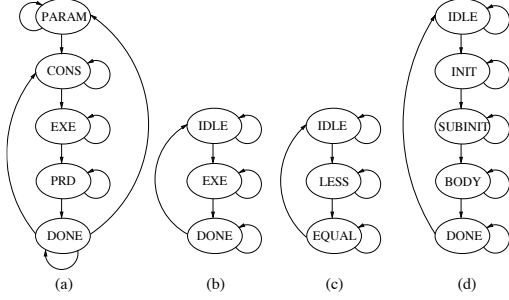 PARAM
CONS
EXE
PRD
DONE
(a)
IDLE
EXE
DONE
(b)
IDLE
LESS
EQUAL
(c)
IDLE
INIT
SUBINIT
BODY
DONE
(d)